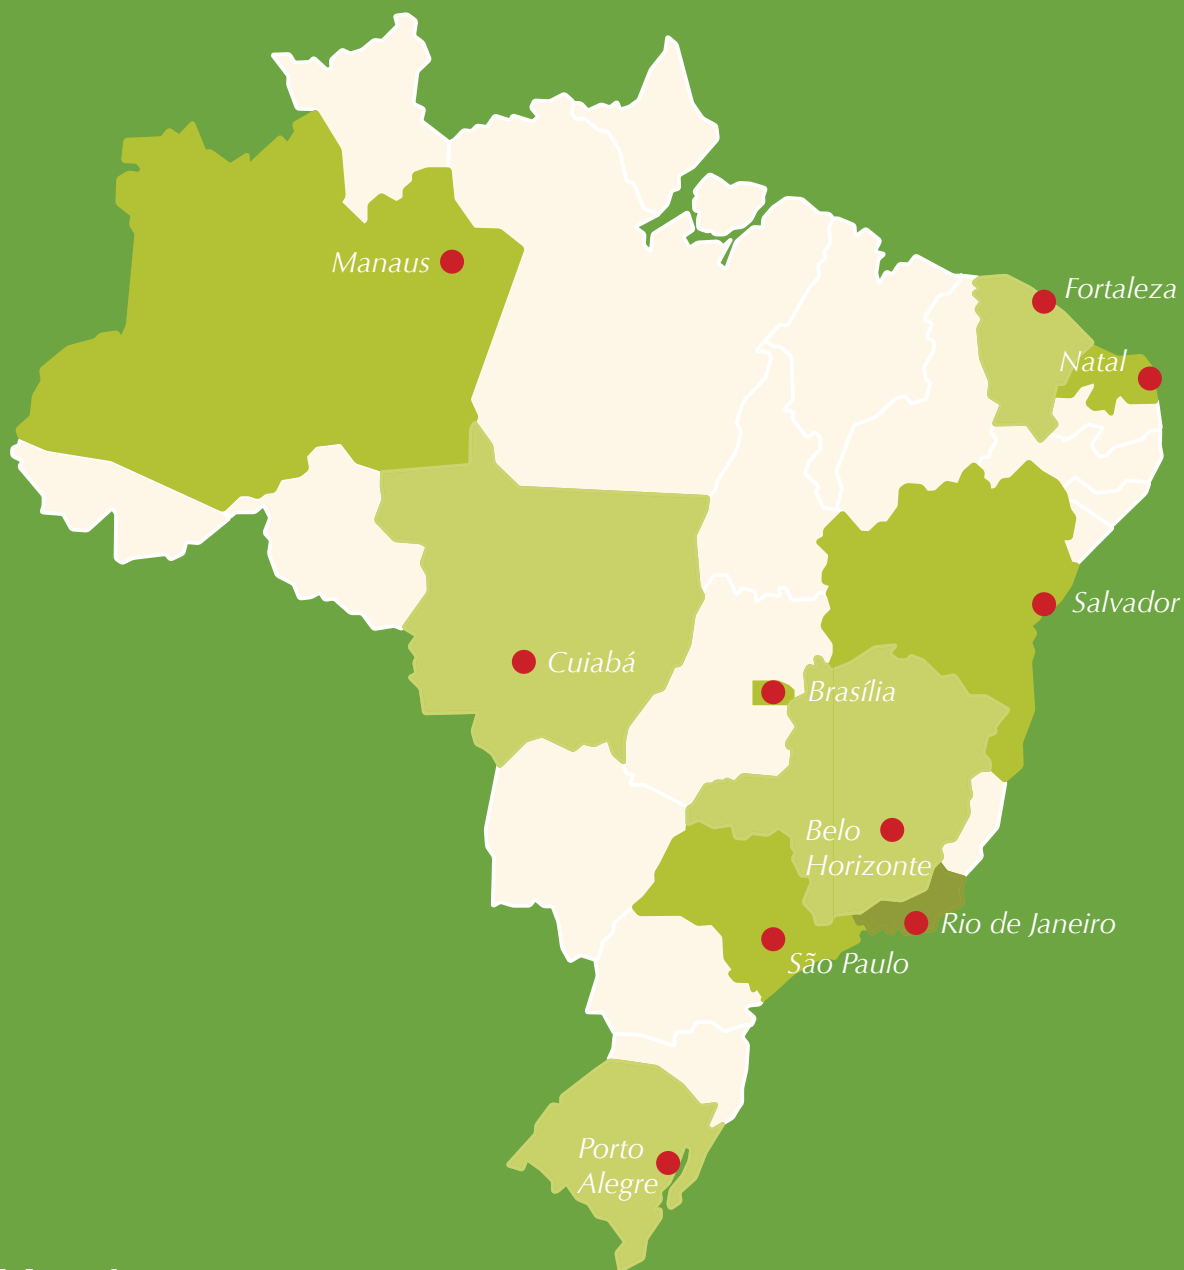 Manaus
Fortaleza
Natal
Salvador
Cuiabá
Brasília
Belo
Horizonte
Rio de Janeiro
São Paulo
Porto
Alegre